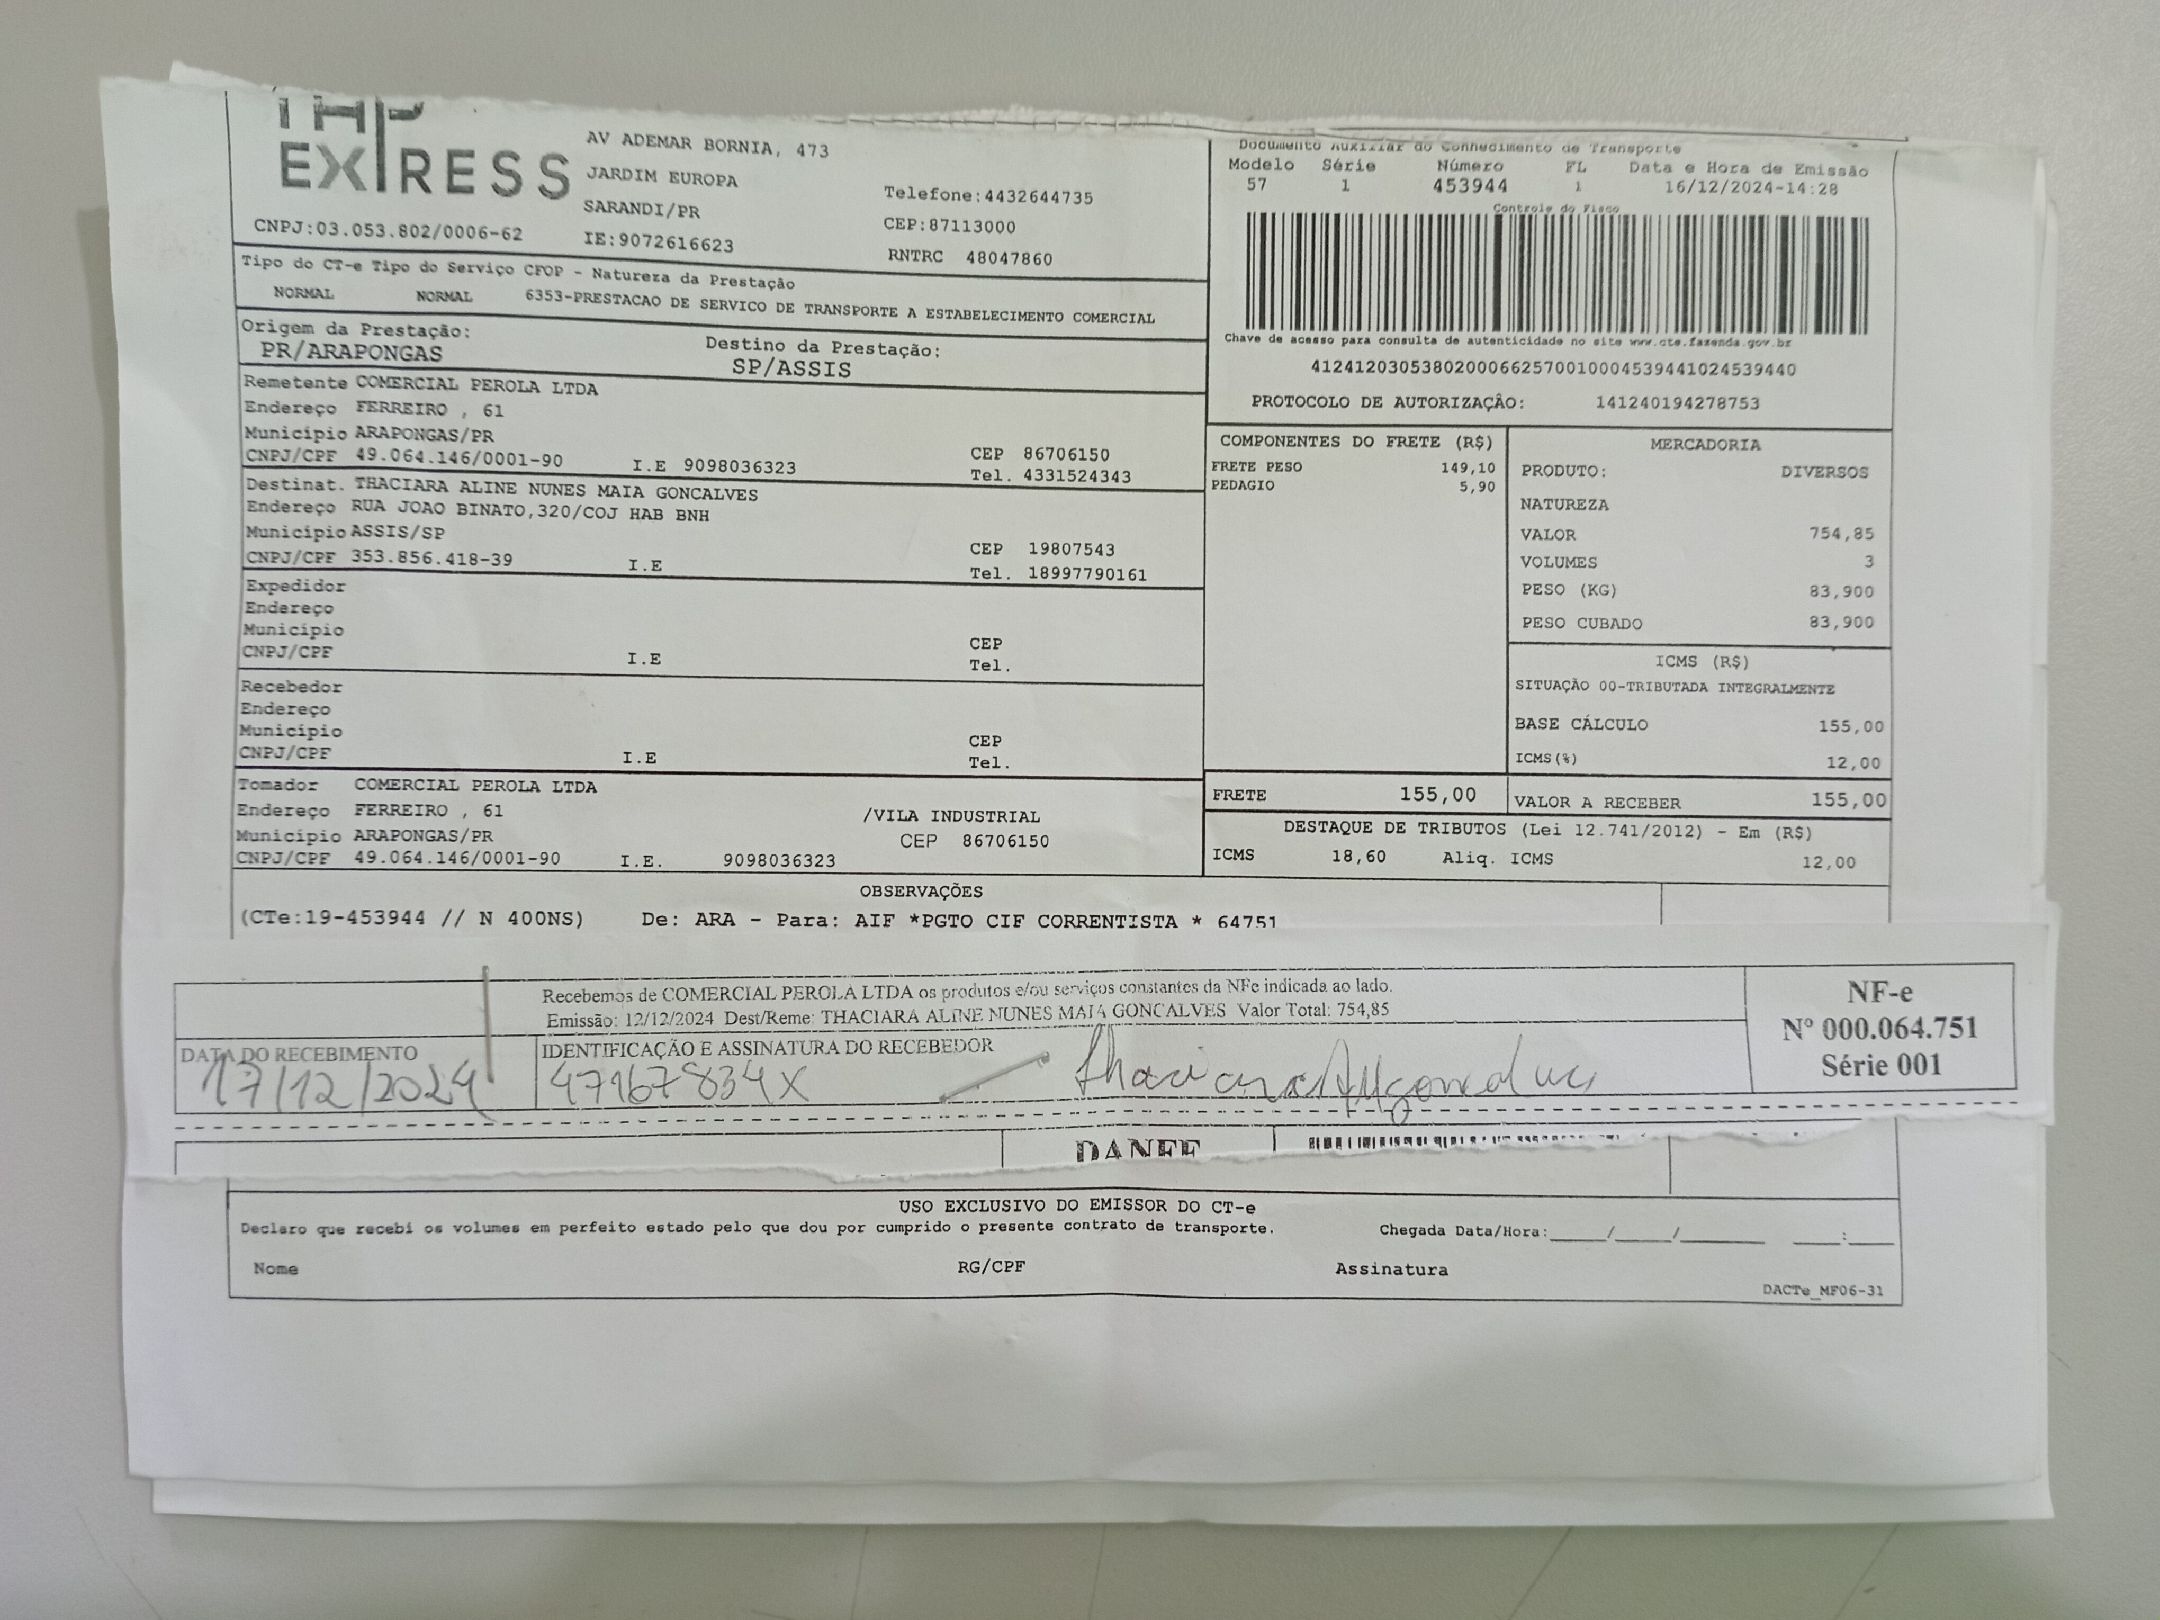 EXPRESS
AV ADEMAR BORNIA, 473
JARDIM EUROPA
SARANDI/PR
Telefone:4432644735
CEP:87113000
CNPJ:03.053.802/0006-62
IE:9072616623
RNTRC 48047860
Tipo do CT-e Tipo do Serviço CFOP - Natureza da Prestação
NORMAL NORMAL 6353-PRESTACAO DE SERVICO DE TRANSPORTE A ESTABELECIMENTO COMERCIAL
Origem da Prestação:
PR/ARAPONGAS
Destino da Prestação:
SP/ASSIS
Remetente COMERCIAL PEROLA LTDA
Endereço FERREIRO , 61
Município ARAPONGAS/PR CEP 86706150
CNPJ/CPF 49.064.146/0001-90 I.E 9098036323 Tel. 4331524343
Destinat. THACIARA ALINE NUNES MAIA GONCALVES
Endereço RUA JOAO BINATO,320/COJ HAB BNH
Município ASSIS/SP CEP 19807543
CNPJ/CPF 353.856.418-39 I.E Tel. 18997790161
Expedidor
Endereço
Município CEP
CNPJ/CPF I.E Tel.
Recebedor
Endereço
Município CEP
CNPJ/CPF I.E Tel.
Tomador COMERCIAL PEROLA LTDA
Endereço FERREIRO , 61 /VILA INDUSTRIAL
Município ARAPONGAS/PR CEP 86706150
CNPJ/CPF 49.064.146/0001-90 I.E. 9098036323
Documento Auxiliar do Conhecimento de Transporte
Modelo Série Número FL Data e Hora de Emissão
57 1 453944 1 16/12/2024-14:28
Controle do Fisco
Chave de acesso para consulta de autenticidade no site www.cte.fazenda.gov.br
41241203053802000662570010004539441024539440
PROTOCOLO DE AUTORIZAÇÂO: 141240194278753
COMPONENTES DO FRETE (R$)
FRETE PESO 149,10
PEDAGIO 5,90
MERCADORIA
PRODUTO: DIVERSOS
NATUREZA
VALOR 754,85
VOLUMES 3
PESO (KG) 83,900
PESO CUBADO 83,900
ICMS (R$)
SITUAÇÃO 00-TRIBUTADA INTEGRALMENTE
BASE CÁLCULO 155,00
ICMS(%) 12,00
FRETE 155,00 VALOR A RECEBER 155,00
DESTAQUE DE TRIBUTOS (Lei 12.741/2012) - Em (R$)
ICMS 18,60 Aliq. ICMS 12,00
OBSERVAÇÕES
(CTe:19-453944 // N 400NS) De: ARA - Para: AIF *PGTO CIF CORRENTISTA * 64751
Recebemos de COMERCIAL PEROLA LTDA os produtos e/ou serviços constantes da NFe indicada ao lado.
Emissão: 12/12/2024 Dest/Reme: THACIARA ALINE NUNES MAIA GONCALVES Valor Total: 754,85
DATA DO RECEBIMENTO
17/12/2024
IDENTIFICAÇÃO E ASSINATURA DO RECEBEDOR
47167834X
NF-e
Nº 000.064.751
Série 001
DANFE
USO EXCLUSIVO DO EMISSOR DO CT-e
Declaro que recebi os volumes em perfeito estado pelo que dou por cumprido o presente contrato de transporte. Chegada Data/Hora:____/____/______ ____:____
Nome RG/CPF Assinatura
DACTe_MF06-31